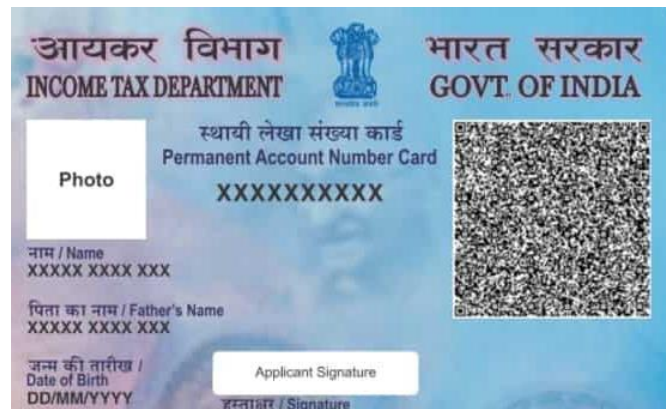 आयकर विभाग
INCOME TAX DEPARTMENT
भारत सरकार
GOVT. OF INDIA
स्थायी लेखा संख्या कार्ड
Permanent Account Number Card
XXXXXXXXXX
Photo
नाम / Name
XXXXX XXXX XXX
पिता का नाम / Father's Name
XXXXX XXXX XXX
जन्म की तारीख /
Date of Birth
DD/MM/YYYY
Applicant Signature
हस्ताक्षर / Signature